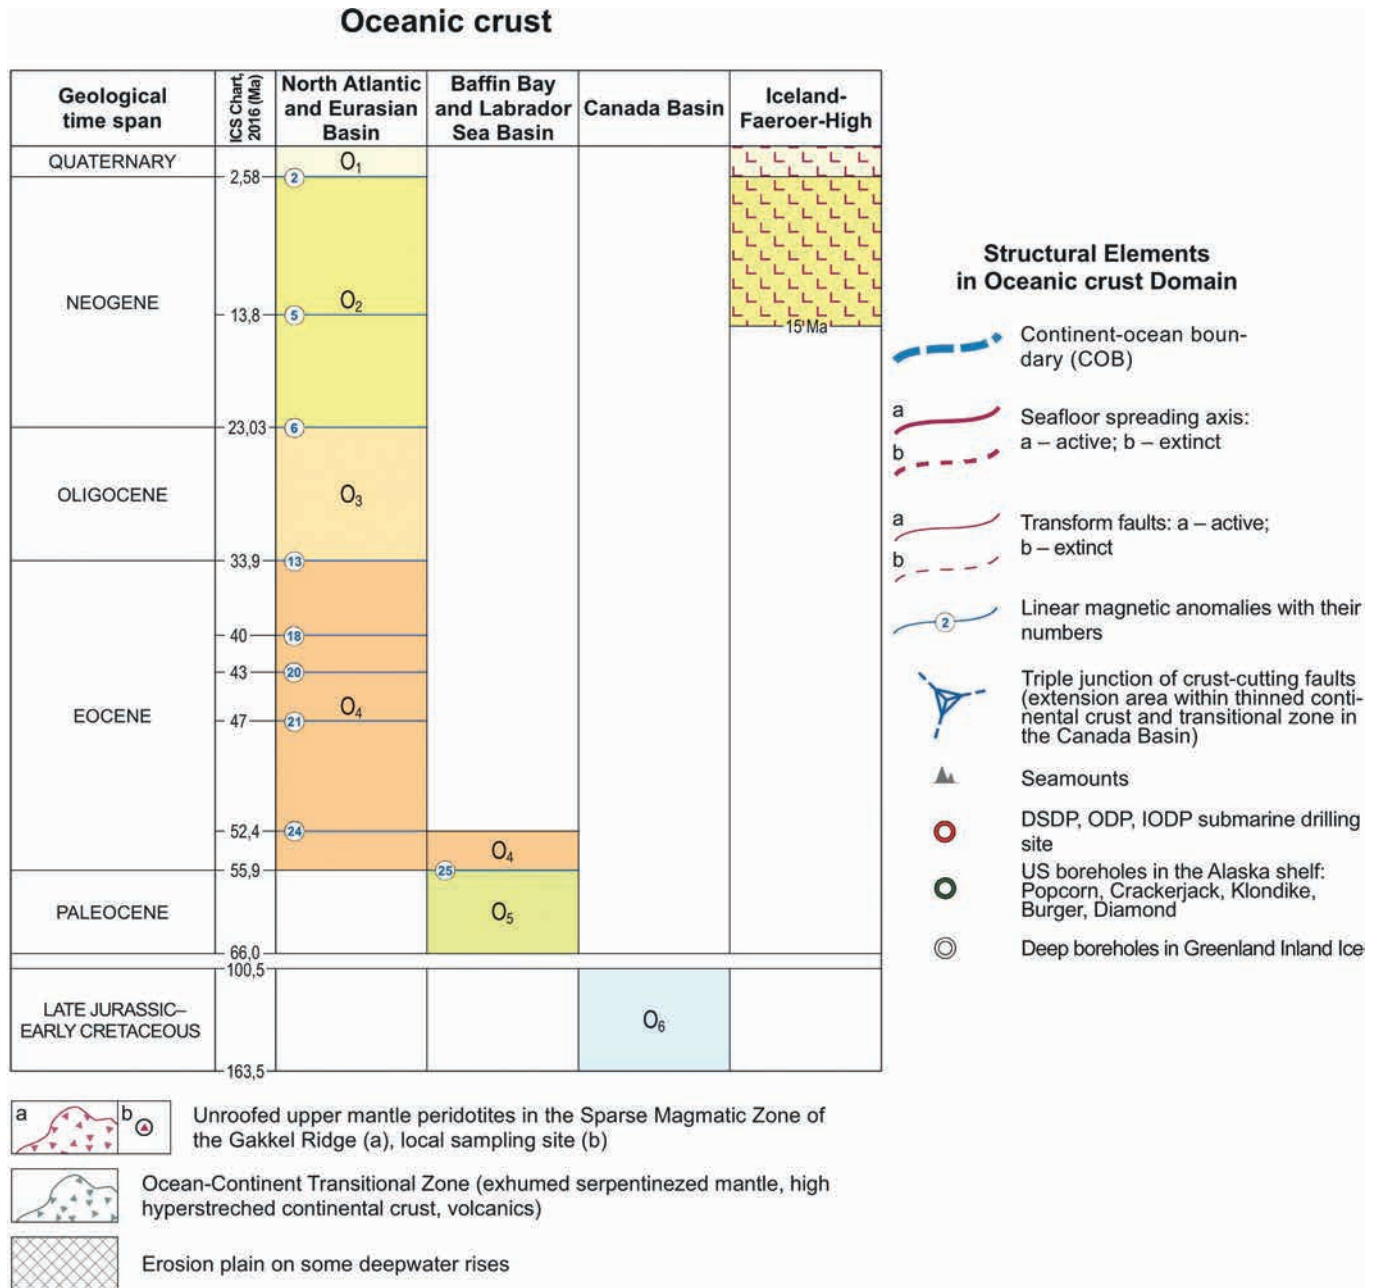 Oceanic crust
Geological
time span
ICS Chart,
2016 (Ma)
North Atlantic
and Eurasian
Basin
Baffin Bay
and Labrador
Sea Basin
Canada Basin
Iceland-
Faeroer-High
QUATERNARY
O₁
2,58
2
NEOGENE
O₂
13,8
5
15 Ma
23,03
6
OLIGOCENE
O₃
33,9
13
40
18
43
20
EOCENE
O₄
47
21
52,4
24
O₄
55,9
25
PALEOCENE
O₅
66,0
100,5
LATE JURASSIC–
EARLY CRETACEOUS
O₆
163,5
Structural Elements
in Oceanic crust Domain
Continent-ocean boun-
dary (COB)
a
b
Seafloor spreading axis:
a – active; b – extinct
a
b
Transform faults: a – active;
b – extinct
2
Linear magnetic anomalies with their
numbers
Triple junction of crust-cutting faults
(extension area within thinned conti-
nental crust and transitional zone in
the Canada Basin)
Seamounts
DSDP, ODP, IODP submarine drilling
site
US boreholes in the Alaska shelf:
Popcorn, Crackerjack, Klondike,
Burger, Diamond
Deep boreholes in Greenland Inland Ice
a
b
Unroofed upper mantle peridotites in the Sparse Magmatic Zone of
the Gakkel Ridge (a), local sampling site (b)
Ocean-Continent Transitional Zone (exhumed serpentinezed mantle, high
hyperstreched continental crust, volcanics)
Erosion plain on some deepwater rises